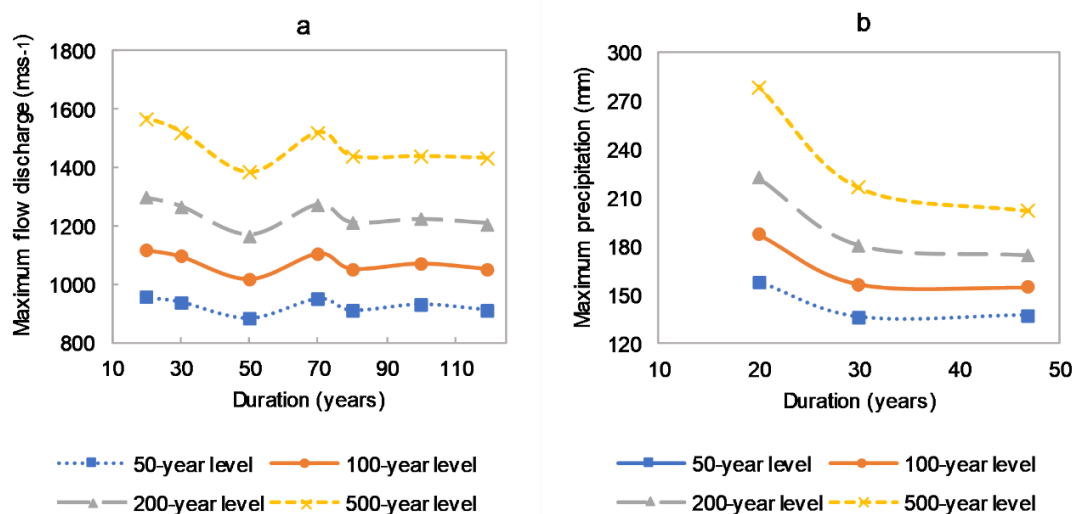 a
Maximum flow discharge (m3s-1)
1800
1600
1400
1200
1000
800
10 30 50 70 90 110
Duration (years)
50-year level 100-year level
200-year level 500-year level
b
Maximum precipitation (mm)
300
270
240
210
180
150
120
10 20 30 40 50
Duration (years)
50-year level 100-year level
200-year level 500-year level